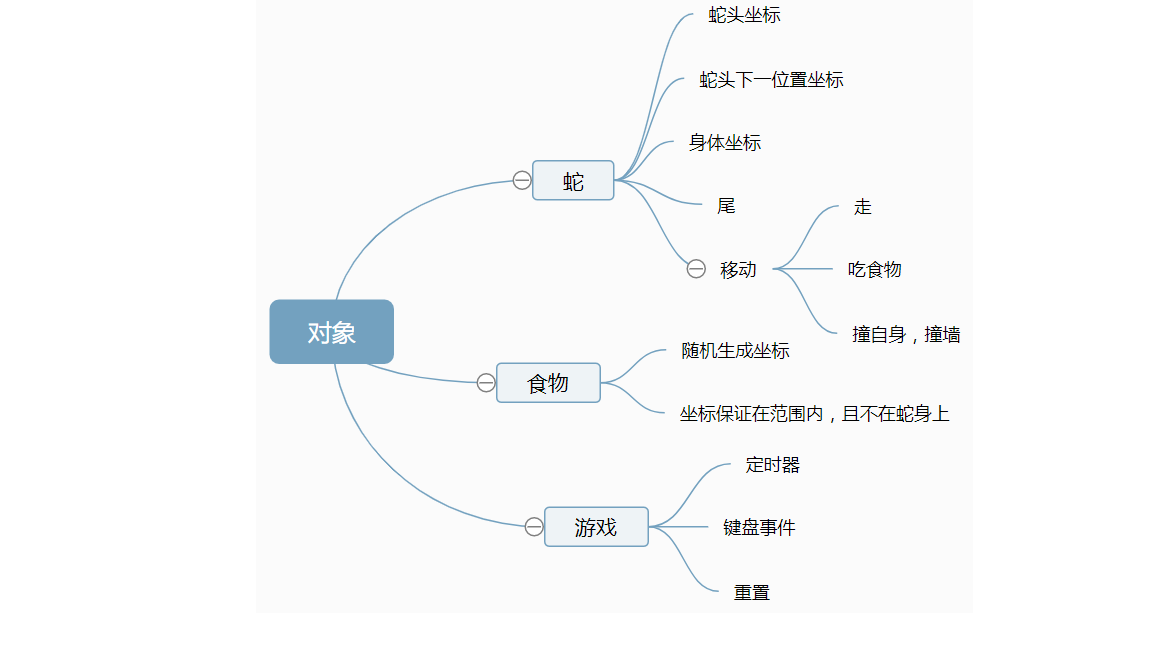 蛇头坐标
蛇头下一位置坐标
身体坐标
蛇
尾
走
移动
吃食物
对象
撞自身，撞墙
随机生成坐标
食物
坐标保证在范围内，且不在蛇身上
定时器
游戏
键盘事件
重置